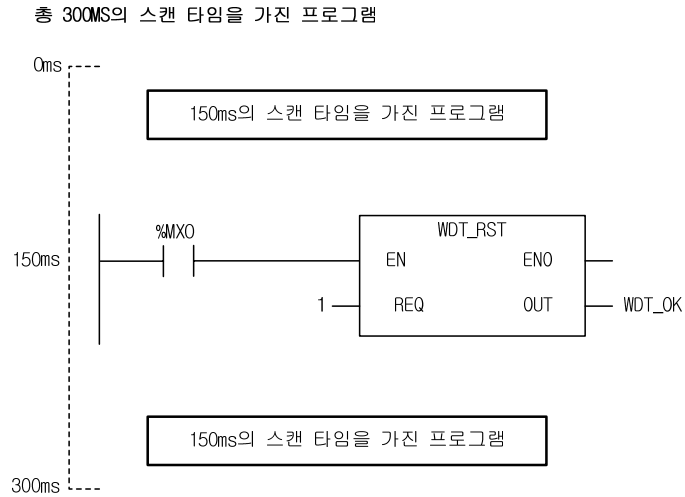 총 300MS의 스캔 타임을 가진 프로그램
0ms
150ms의 스캔 타임을 가진 프로그램
%MX0
WDT_RST
150ms
EN
ENO
1
REQ
OUT
WDT_OK
150ms의 스캔 타임을 가진 프로그램
300ms